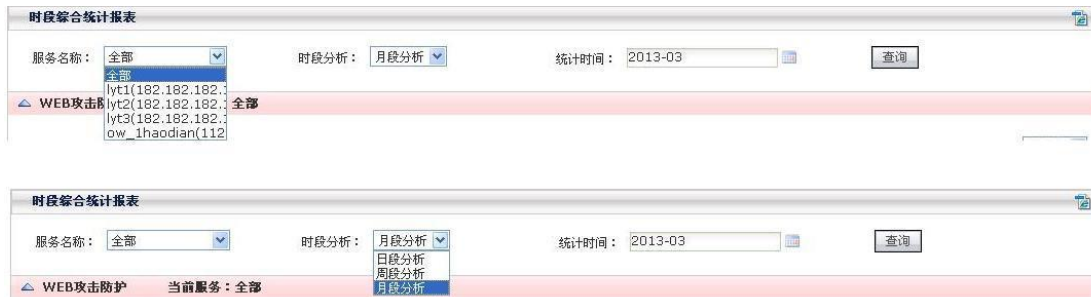 时段综合统计报表
服务名称： 全部 时段分析： 月段分析 统计时间： 2013-03 查询
全部
lyt1(182.182.182.1
WEB攻击防 lyt2(182.182.182.1 全部
lyt3(182.182.182.1
ow_1haodian(112
时段综合统计报表
服务名称： 全部 时段分析： 月段分析 统计时间： 2013-03 查询
日段分析
周段分析
WEB攻击防护 当前服务：全部 月段分析